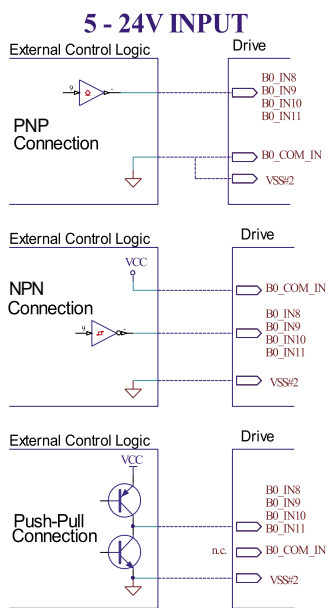 5 - 24V INPUT
External Control Logic
Drive
9
B0_IN8
B0_IN9
B0_IN10
B0_IN11
PNP
Connection
B0_COM_IN
VSS#2
External Control Logic
Drive
VCC
B0_COM_IN
NPN
Connection
9
B0_IN8
B0_IN9
B0_IN10
B0_IN11
VSS#2
External Control Logic
Drive
VCC
B0_IN8
B0_IN9
B0_IN10
B0_IN11
Push-Pull
Connection
n.c.
B0_COM_IN
VSS#2